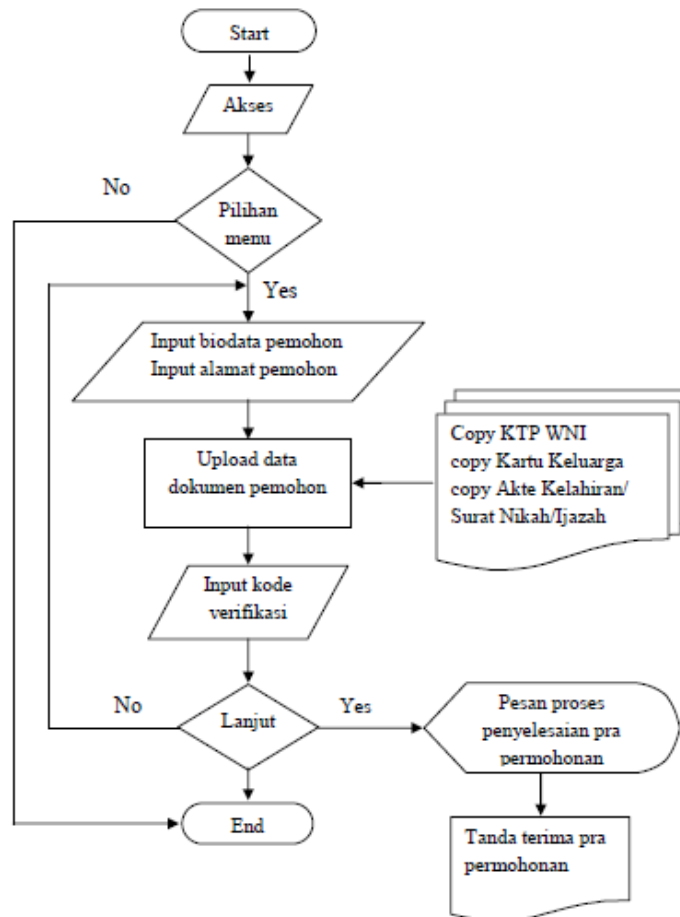 Start
Akses
No
Pilihan
menu
Yes
Input biodata pemohon
Input alamat pemohon
Upload data
dokumen pemohon
Copy KTP WNI
copy Kartu Keluarga
copy Akte Kelahiran/
Surat Nikah/Ijazah
Input kode
verifikasi
No
Lanjut
Yes
Pesan proses
penyelesaian pra
permohonan
End
Tanda terima pra
permohonan